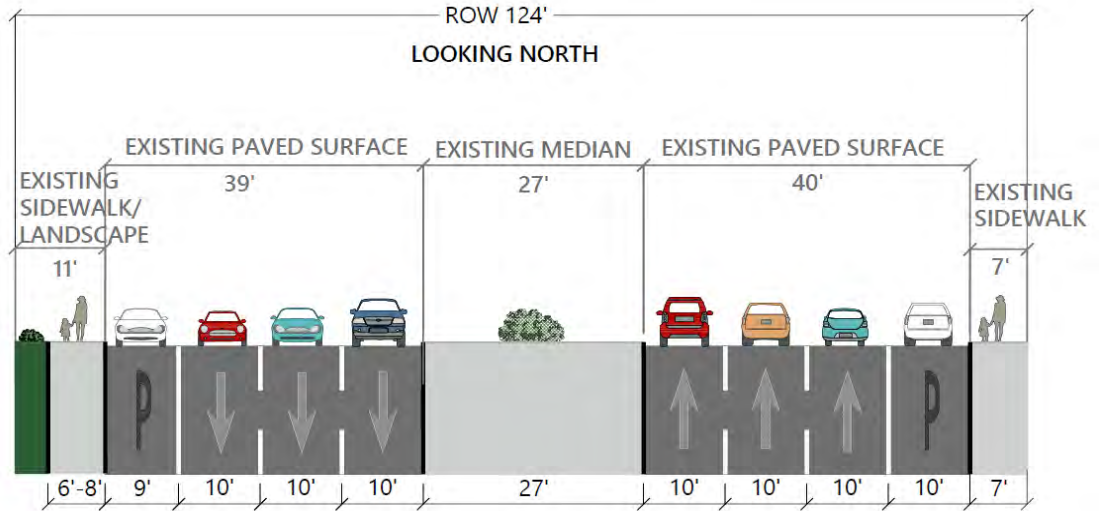 ROW 124'
LOOKING NORTH
EXISTING PAVED SURFACE
EXISTING MEDIAN
EXISTING PAVED SURFACE
39'
27'
40'
EXISTING
SIDEWALK/
LANDSCAPE
EXISTING
SIDEWALK
11'
7'
P
P
6'-8'
9'
10'
10'
10'
27'
10'
10'
10'
10'
7'